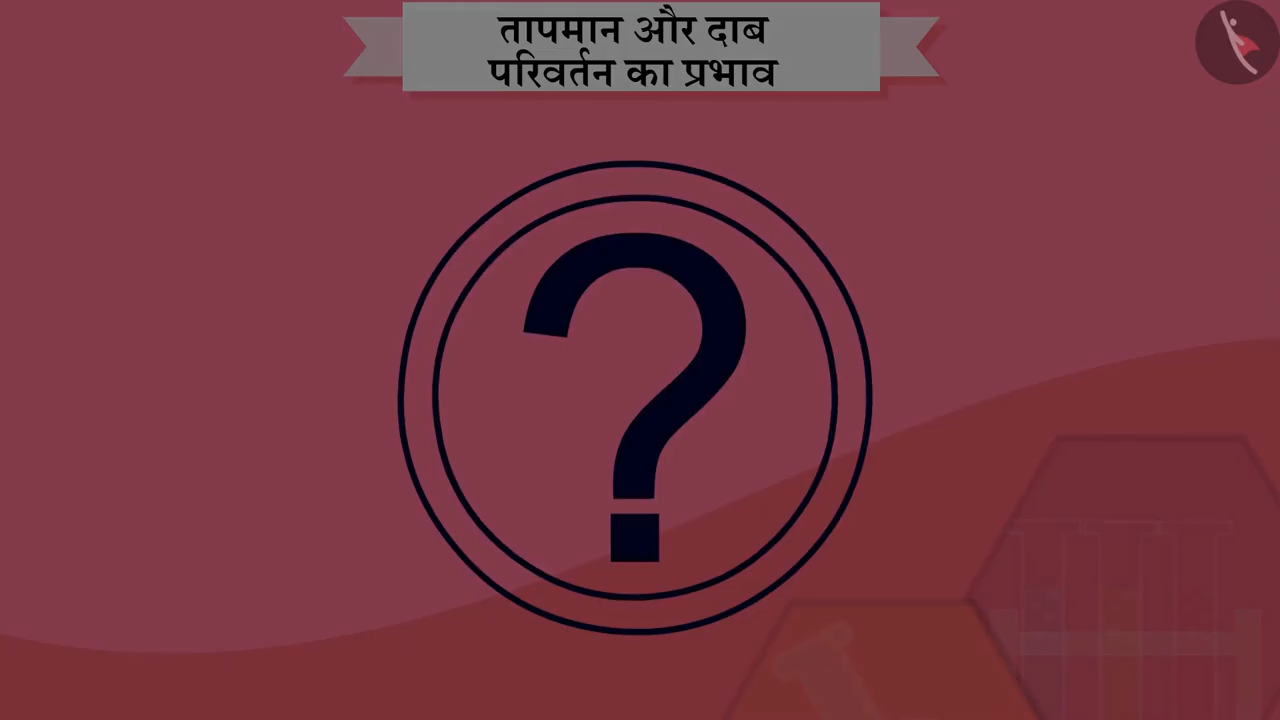 तापमान और दाब
परिवर्तन का प्रभाव
?